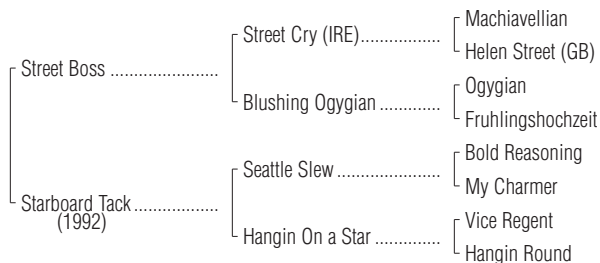 Machiavellian
Street Cry (IRE)..................
Helen Street (GB)
Street Boss ........................
Ogygian
Blushing Ogygian ..............
Fruhlingshochzeit
Bold Reasoning
Seattle Slew .......................
My Charmer
Starboard Tack ...................
(1992)
Vice Regent
Hangin On a Star ...............
Hangin Round